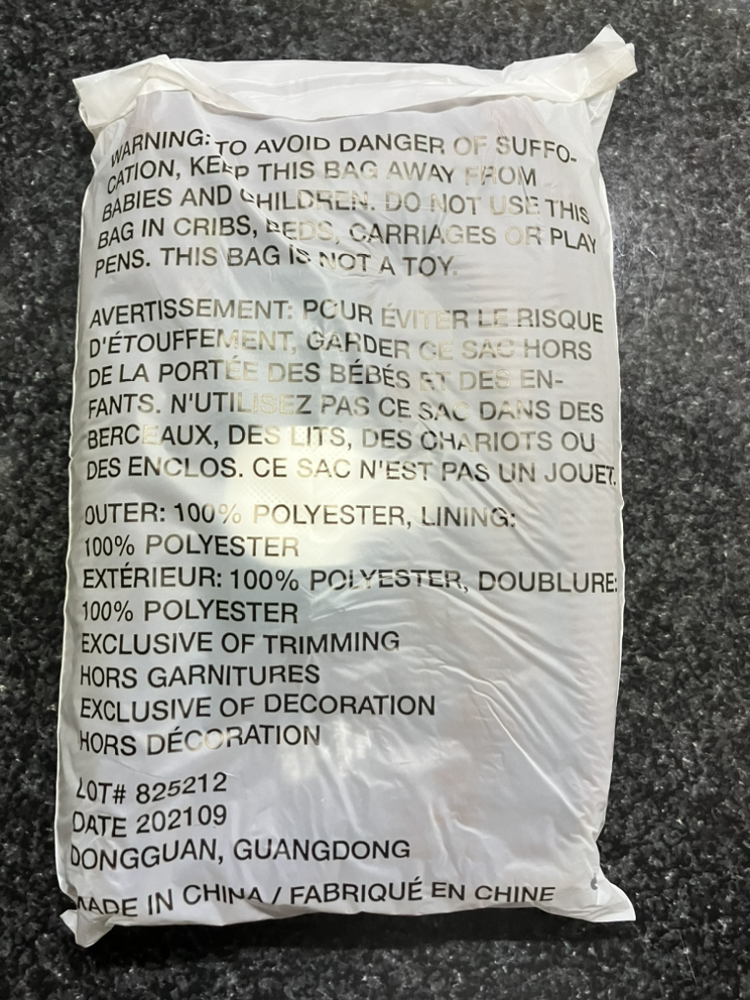 WARNING: TO AVOID DANGER OF SUFFO-
CATION, KEEP THIS BAG AWAY FROM
BABIES AND CHILDREN. DO NOT USE THIS
BAG IN CRIBS, BEDS, CARRIAGES OR PLAY
PENS. THIS BAG IS NOT A TOY.
AVERTISSEMENT: POUR ÉVITER LE RISQUE
D'ÉTOUFFEMENT, GARDER CE SAC HORS
DE LA PORTÉE DES BÉBÉS ET DES EN-
FANTS. N'UTILISEZ PAS CE SAC DANS DES
BERCEAUX, DES LITS, DES CHARIOTS OU
DES ENCLOS. CE SAC N'EST PAS UN JOUET.
OUTER: 100% POLYESTER, LINING:
100% POLYESTER
EXTÉRIEUR: 100% POLYESTER, DOUBLURE:
100% POLYESTER
EXCLUSIVE OF TRIMMING
HORS GARNITURES
EXCLUSIVE OF DECORATION
HORS DÉCORATION
LOT# 825212
DATE 202109
DONGGUAN, GUANGDONG
MADE IN CHINA / FABRIQUÉ EN CHINE